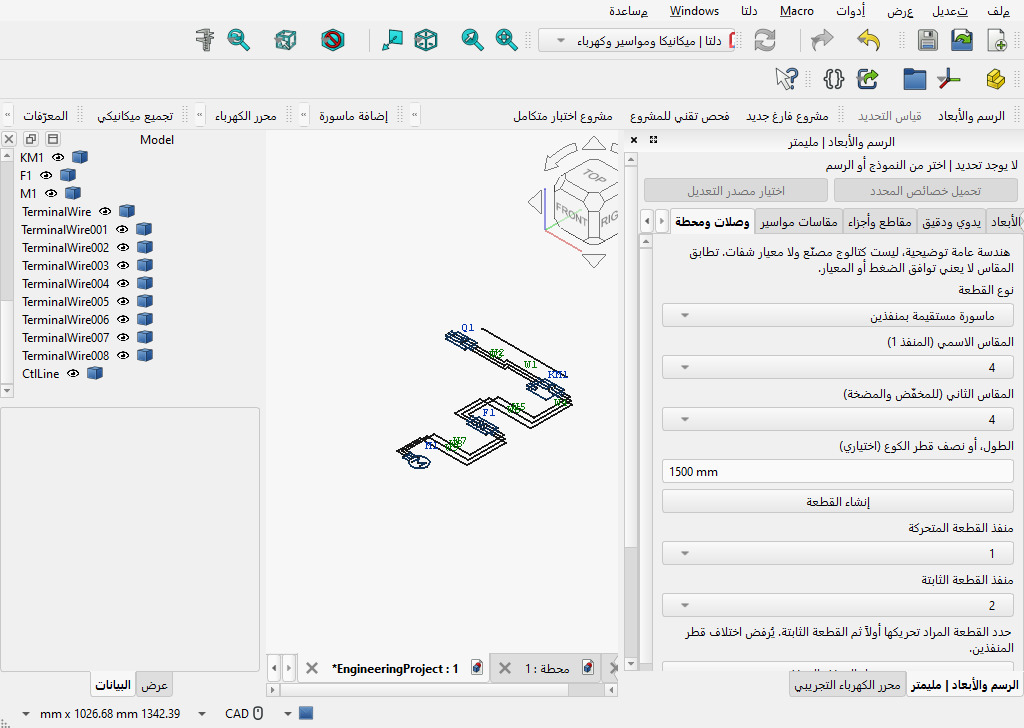 ملف
تعديل
عرض
أدوات
Macro
دلتا
Windows
مساعدة
دلتا | ميكانيكا ومواسير وكهرباء
الرسم والأبعاد
قياس التحديد
مشروع فارغ جديد
فحص تقني للمشروع
مشروع اختبار متكامل
إضافة ماسورة
محرر الكهرباء
تجميع ميكانيكي
المعرّفات
الرسم والأبعاد | مليمتر
لا يوجد تحديد | اختر من النموذج أو الرسم
تحميل خصائص المحدد
اختيار مصدر التعديل
الأبعاد
يدوي ودقيق
مقاطع وأجزاء
مقاسات مواسير
وصلات ومحطة
هندسة عامة توضيحية، ليست كتالوج مصنّع ولا معيار شفات. تطابق
المقاس لا يعني توافق الضغط أو المعيار.
نوع القطعة
ماسورة مستقيمة بمنفذين
المقاس الاسمي (المنفذ 1)
4
المقاس الثاني (للمخفّض والمضخة)
4
الطول، أو نصف قطر الكوع (اختياري)
1500 mm
إنشاء القطعة
منفذ القطعة المتحركة
1
منفذ القطعة الثابتة
2
حدد القطعة المراد تحريكها أولاً ثم القطعة الثابتة. يُرفض اختلاف قطر
المنفذين.
الرسم والأبعاد | مليمتر
محرر الكهرباء التجريبي
Model
KM1
F1
M1
TerminalWire
TerminalWire001
TerminalWire002
TerminalWire003
TerminalWire004
TerminalWire005
TerminalWire006
TerminalWire007
TerminalWire008
CtlLine
عرض
البيانات
TOP
FRONT
RIG
Q1
W1
KM1
F1
محطة : 1
*EngineeringProject : 1
CAD
mm x 1026.68 mm 1342.39